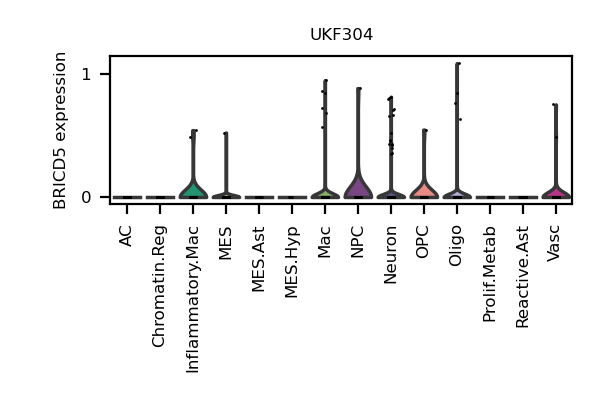 UKF304
BRICD5 expression
1
0
AC
Chromatin.Reg
Inflammatory.Mac
MES
MES.Ast
MES.Hyp
Mac
NPC
Neuron
OPC
Oligo
Prolif.Metab
Reactive.Ast
Vasc